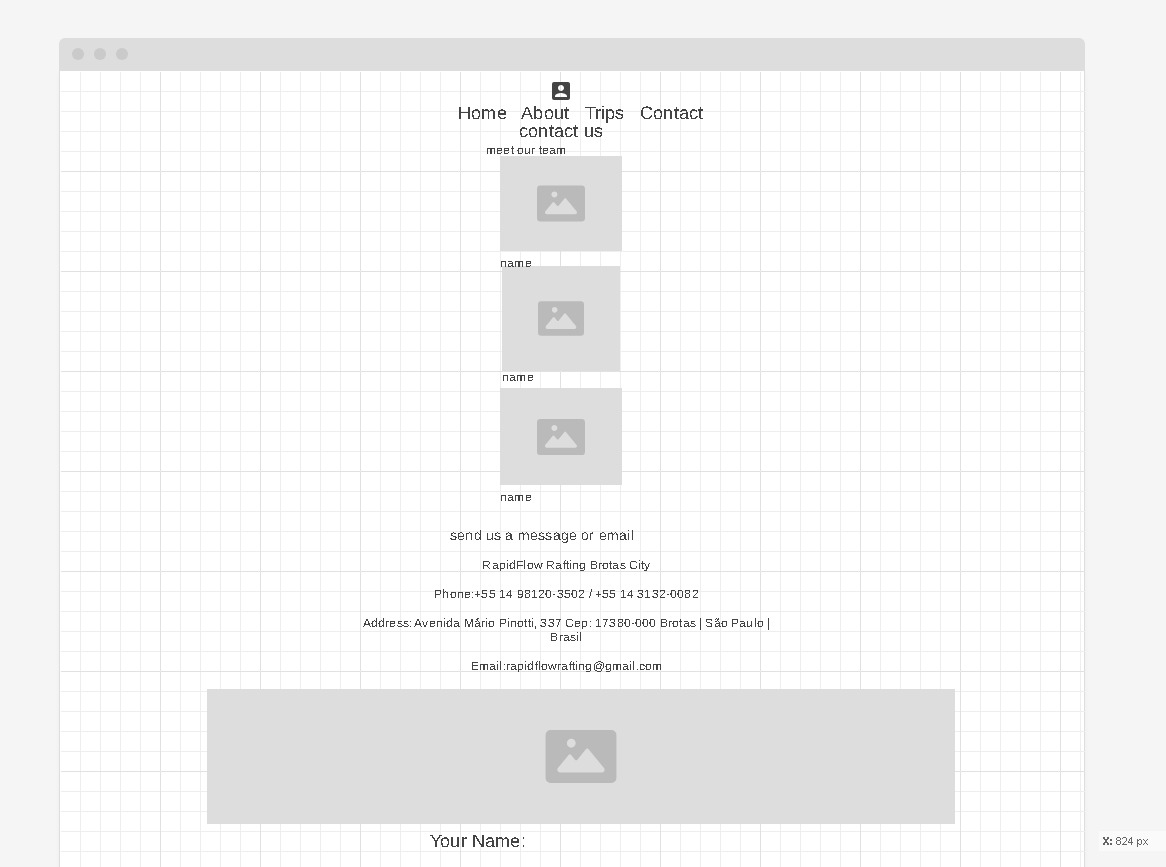 Home About Trips Contact
contact us
meet our team
name
name
name
send us a message or email
RapidFlow Rafting Brotas City
Phone:+55 14 98120-3502 / +55 14 3132-0082
Address: Avenida Mário Pinotti, 337 Cep: 17380-000 Brotas | São Paulo |
Brasil
Email:rapidflowrafting@gmail.com
Your Name:
X: 824 px